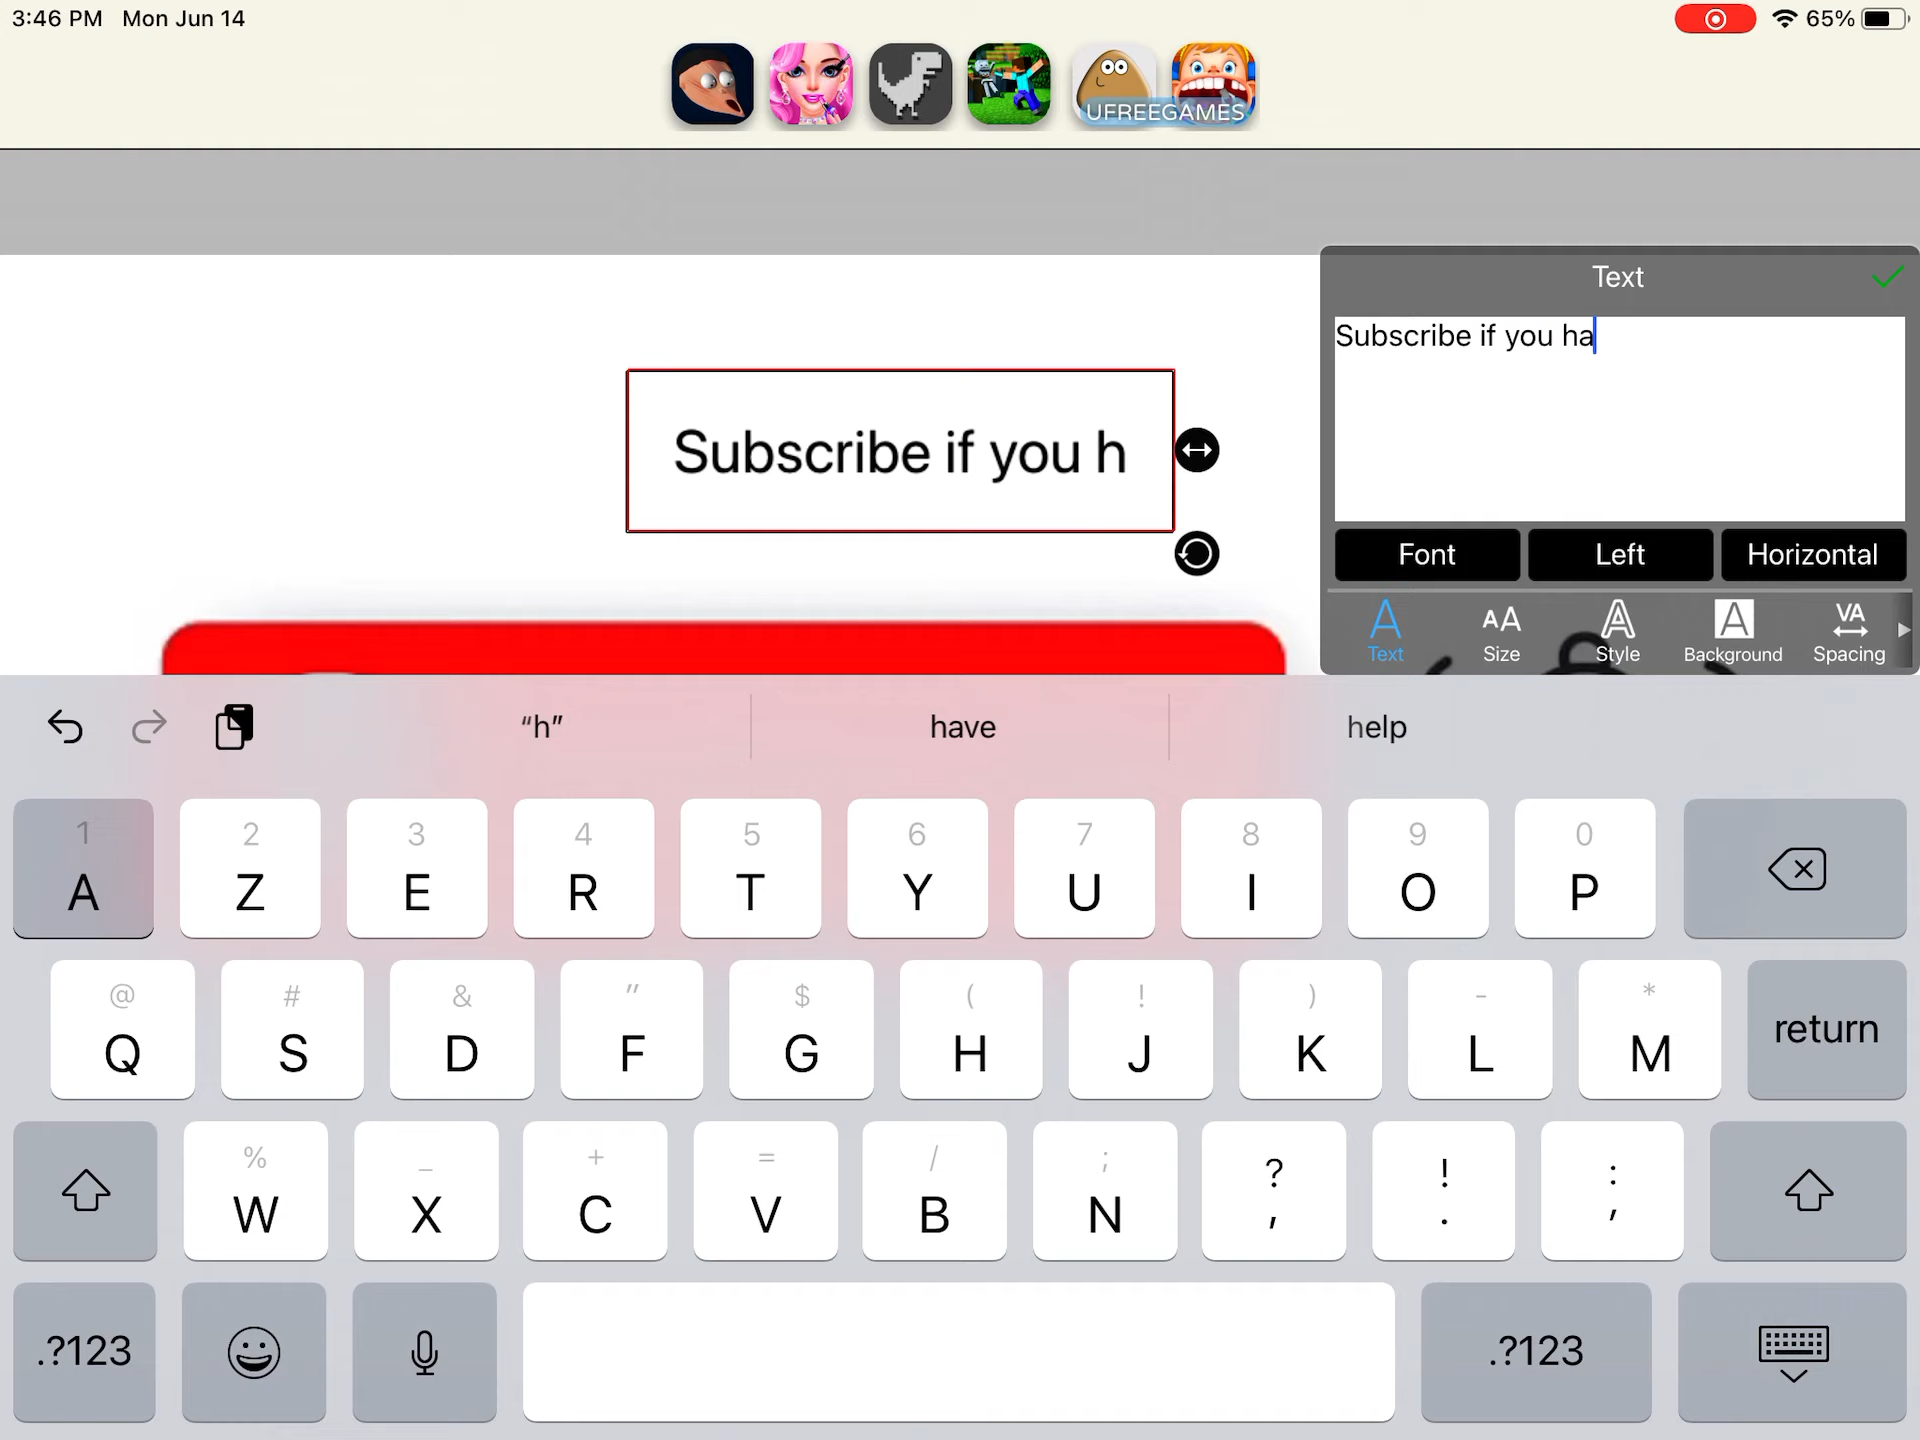 3:46 PM Mon Jun 14
65%
UFREEGAMES
Text
Subscribe if you ha
Subscribe if you h
Font Left Horizontal
A AA A A VA
Text Size Style Background Spacing
“h” have help
1 2 3 4 5 6 7 8 9 0
A Z E R T Y U I O P
@ # & " $ ( ! ) - *
Q S D F G H J K L M return
% _ + = / ; ? ! :
W X C V B N , . ,
.?123 .?123